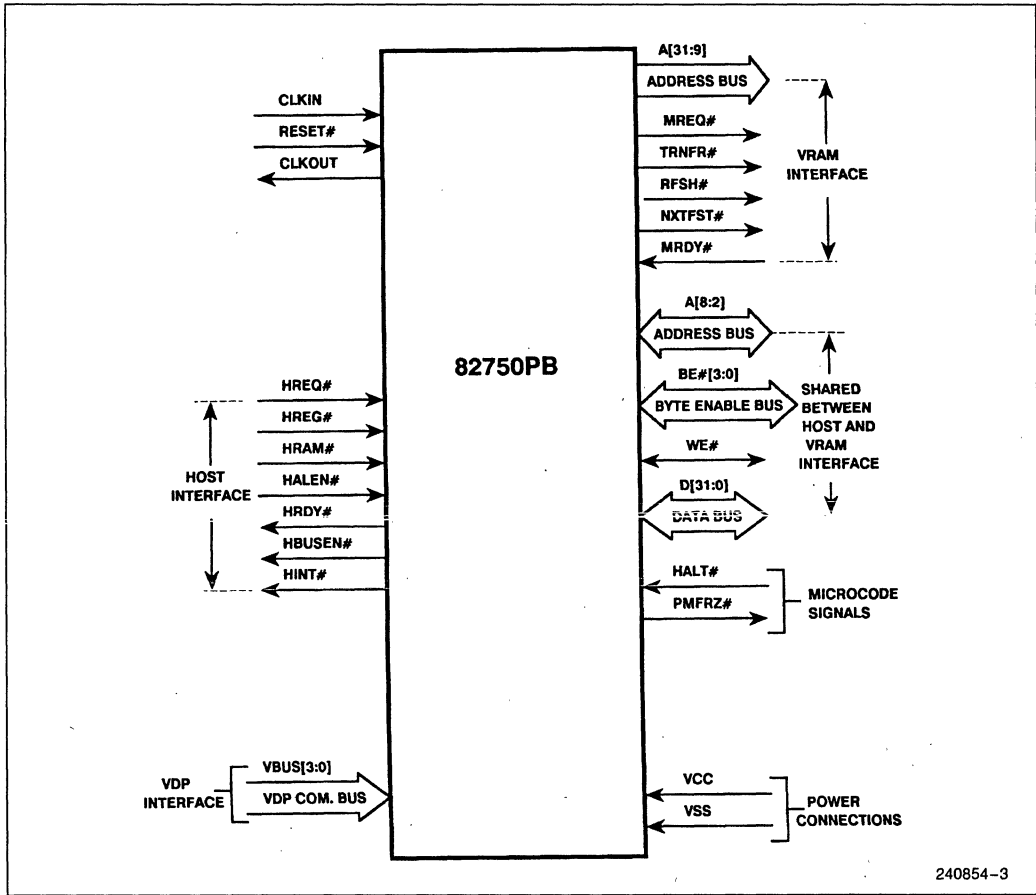 CLKIN
RESET#
CLKOUT
HREQ#
HREG#
HRAM#
HALEN#
HRDY#
HBUSEN#
HINT#
HOST
INTERFACE
VDP
INTERFACE
VBUS[3:0]
VDP COM. BUS
82750PB
A[31:9]
ADDRESS BUS
MREQ#
TRNFR#
RFSH#
NXTFST#
MRDY#
VRAM
INTERFACE
A[8:2]
ADDRESS BUS
BE#[3:0]
BYTE ENABLE BUS
WE#
D[31:0]
DATA BUS
SHARED
BETWEEN
HOST AND
VRAM
INTERFACE
HALT#
PMFRZ#
MICROCODE
SIGNALS
VCC
VSS
POWER
CONNECTIONS
240854-3